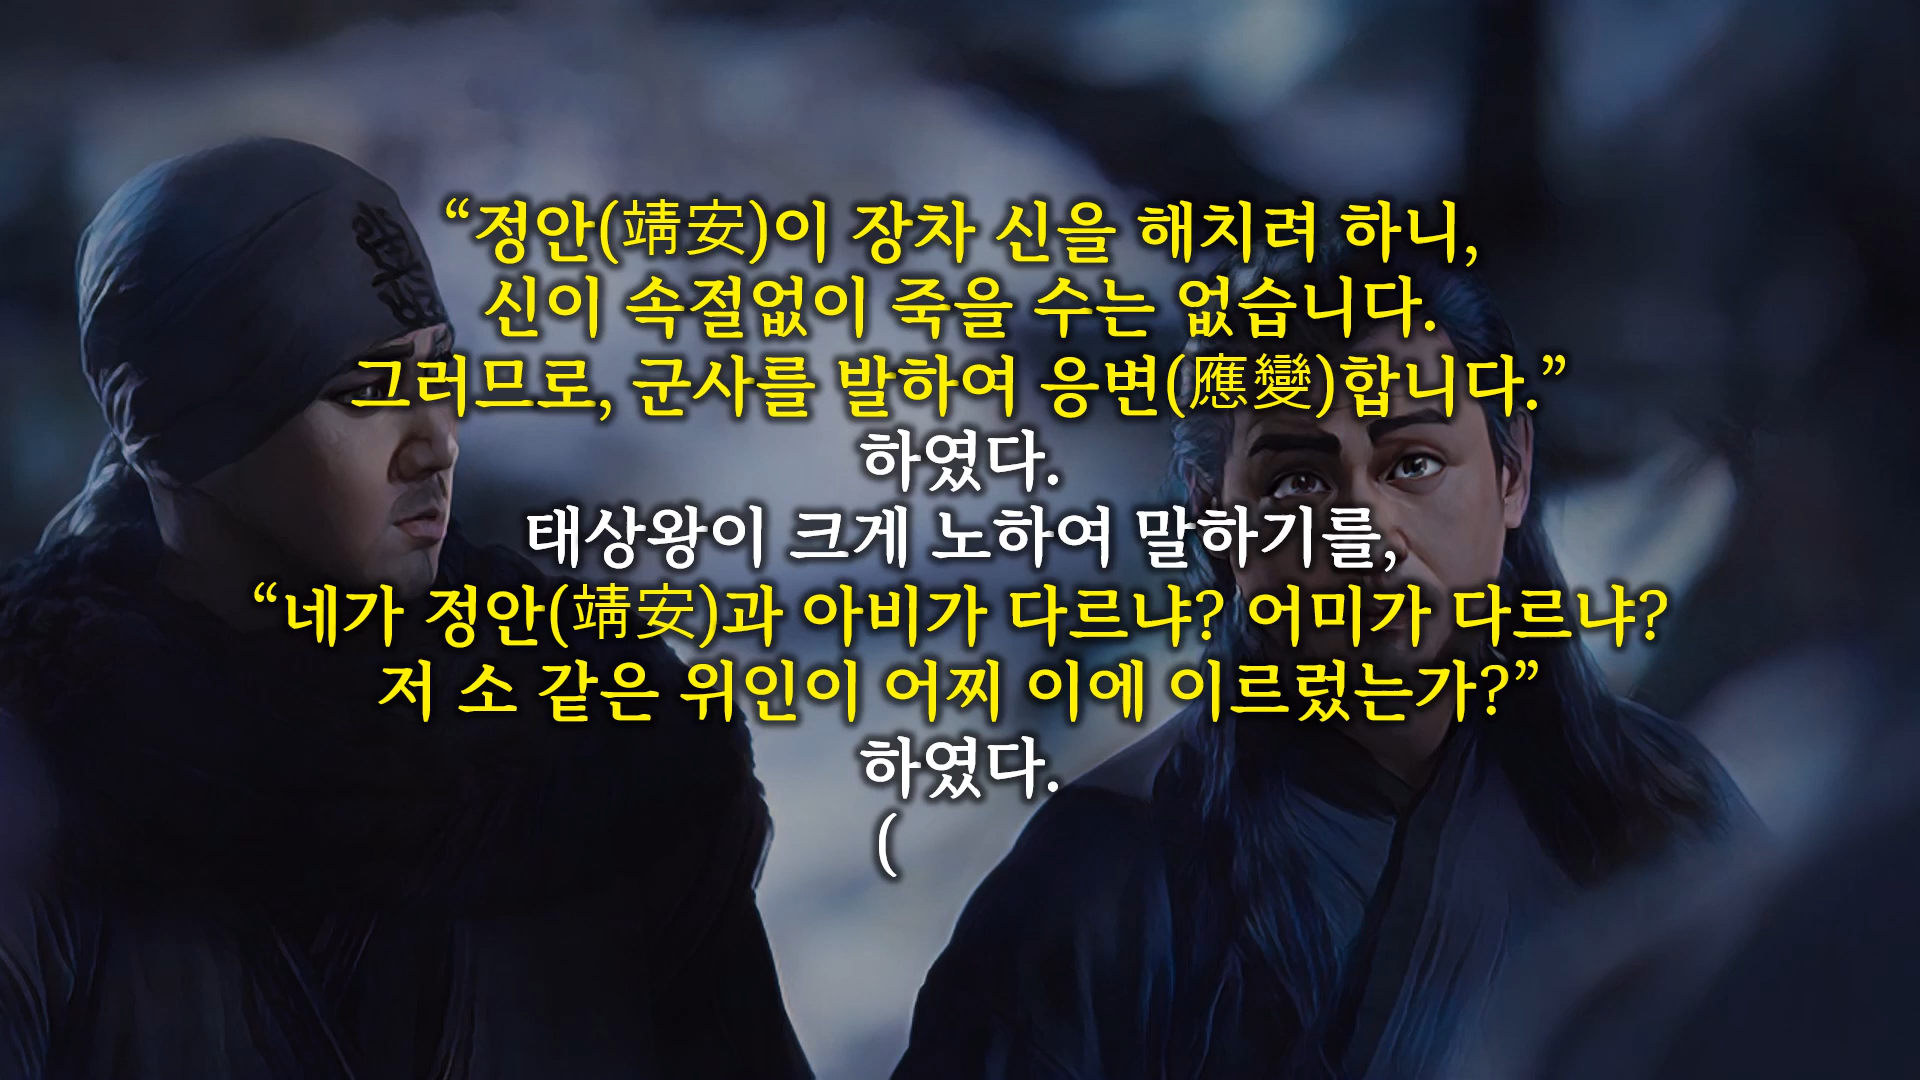 “정안(靖安)이 장차 신을 해치려 하니,
신이 속절없이 죽을 수는 없습니다.
그러므로, 군사를 발하여 응변(應變)합니다.”
하였다.
태상왕이 크게 노하여 말하기를,
“네가 정안(靖安)과 아비가 다르냐? 어미가 다르냐?
저 소 같은 위인이 어찌 이에 이르렀는가?”
하였다.
(